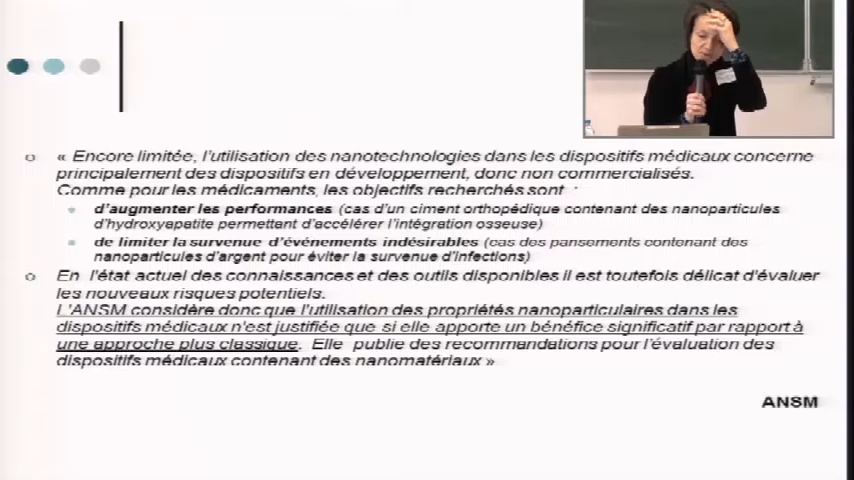 « Encore limitée, l'utilisation des nanotechnologies dans les dispositifs médicaux concerne
principalement des dispositifs en développement, donc non commercialisés.
Comme pour les médicaments, les objectifs recherchés sont :
d'augmenter les performances (cas d'un ciment orthopédique contenant des nanoparticules
d'hydroxyapatite permettant d'accélérer l'intégration osseuse)
de limiter la survenue d'événements indésirables (cas des pansements contenant des
nanoparticules d'argent pour éviter la survenue d'infections)
En l'état actuel des connaissances et des outils disponibles il est toutefois délicat d'évaluer
les nouveaux risques potentiels.
L'ANSM considère donc que l'utilisation des propriétés nanoparticulaires dans les
dispositifs médicaux n'est justifiée que si elle apporte un bénéfice significatif par rapport à
une approche plus classique. Elle publie des recommandations pour l'évaluation des
dispositifs médicaux contenant des nanomatériaux »
ANSM